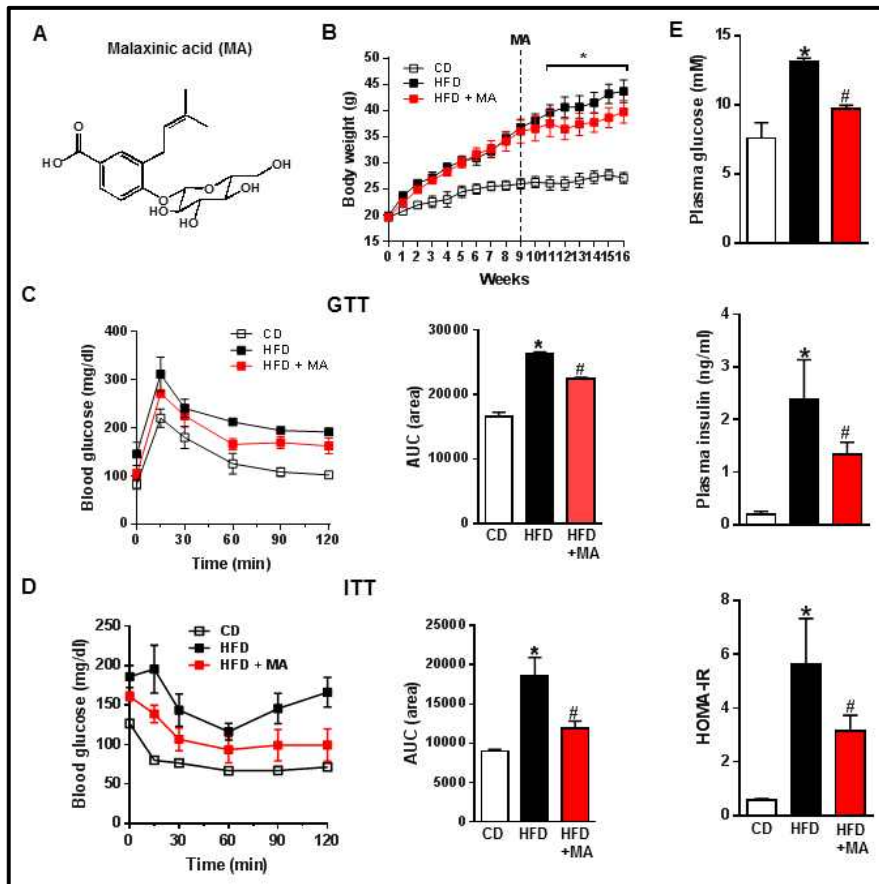 A
Malaxinic acid (MA)
O
HO
O
O
OH
HO
HO
OH
B
MA
*
CD
HFD
HFD + MA
Body weight (g)
50
45
40
35
30
25
20
15
0 1 2 3 4 5 6 7 8 9 10 11 12 13 14 15 16
Weeks
E
Plasma glucose (mM)
15
10
5
0
*
#
C
GTT
CD
HFD
HFD + MA
Blood glucose (mg/dl)
400
300
200
100
0
0 30 60 90 120
Time (min)
AUC (area)
30000
20000
10000
0
*
#
CD HFD HFD
+MA
Plasma insulin (ng/ml)
4
3
2
1
0
*
#
D
ITT
CD
HFD
HFD + MA
Blood glucose (mg/dl)
250
200
150
100
50
0
0 30 60 90 120
Time (min)
AUC (area)
25000
20000
15000
10000
5000
0
*
#
CD HFD HFD
+MA
HOMA-IR
8
6
4
2
0
*
#
CD HFD HFD
+MA